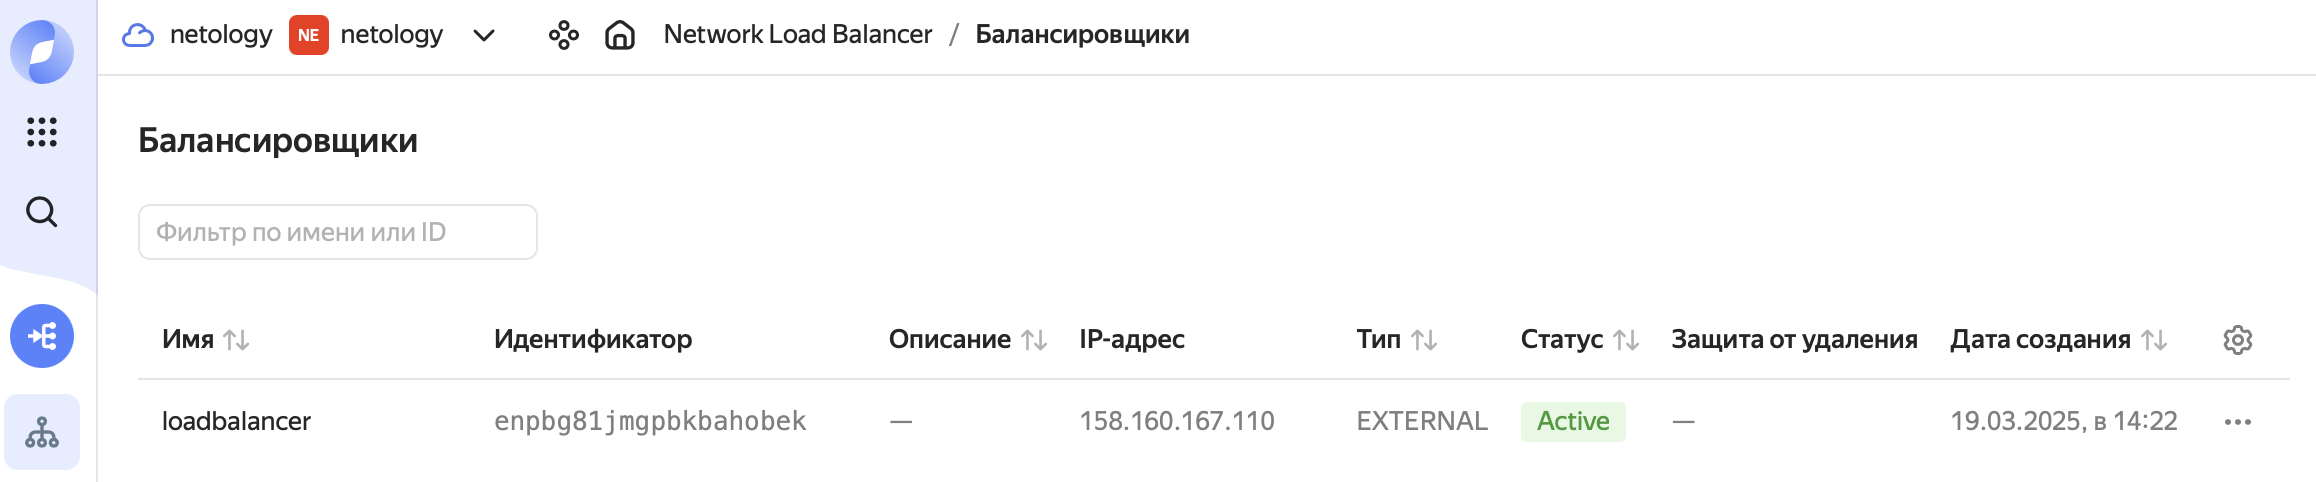 netology NE netology Network Load Balancer / Балансировщики
Балансировщики
Фильтр по имени или ID
Имя Идентификатор Описание IP-адрес Тип Статус Защита от удаления Дата создания
loadbalancer enpbg81jmgpbkbahobek — 158.160.167.110 EXTERNAL Active — 19.03.2025, в 14:22